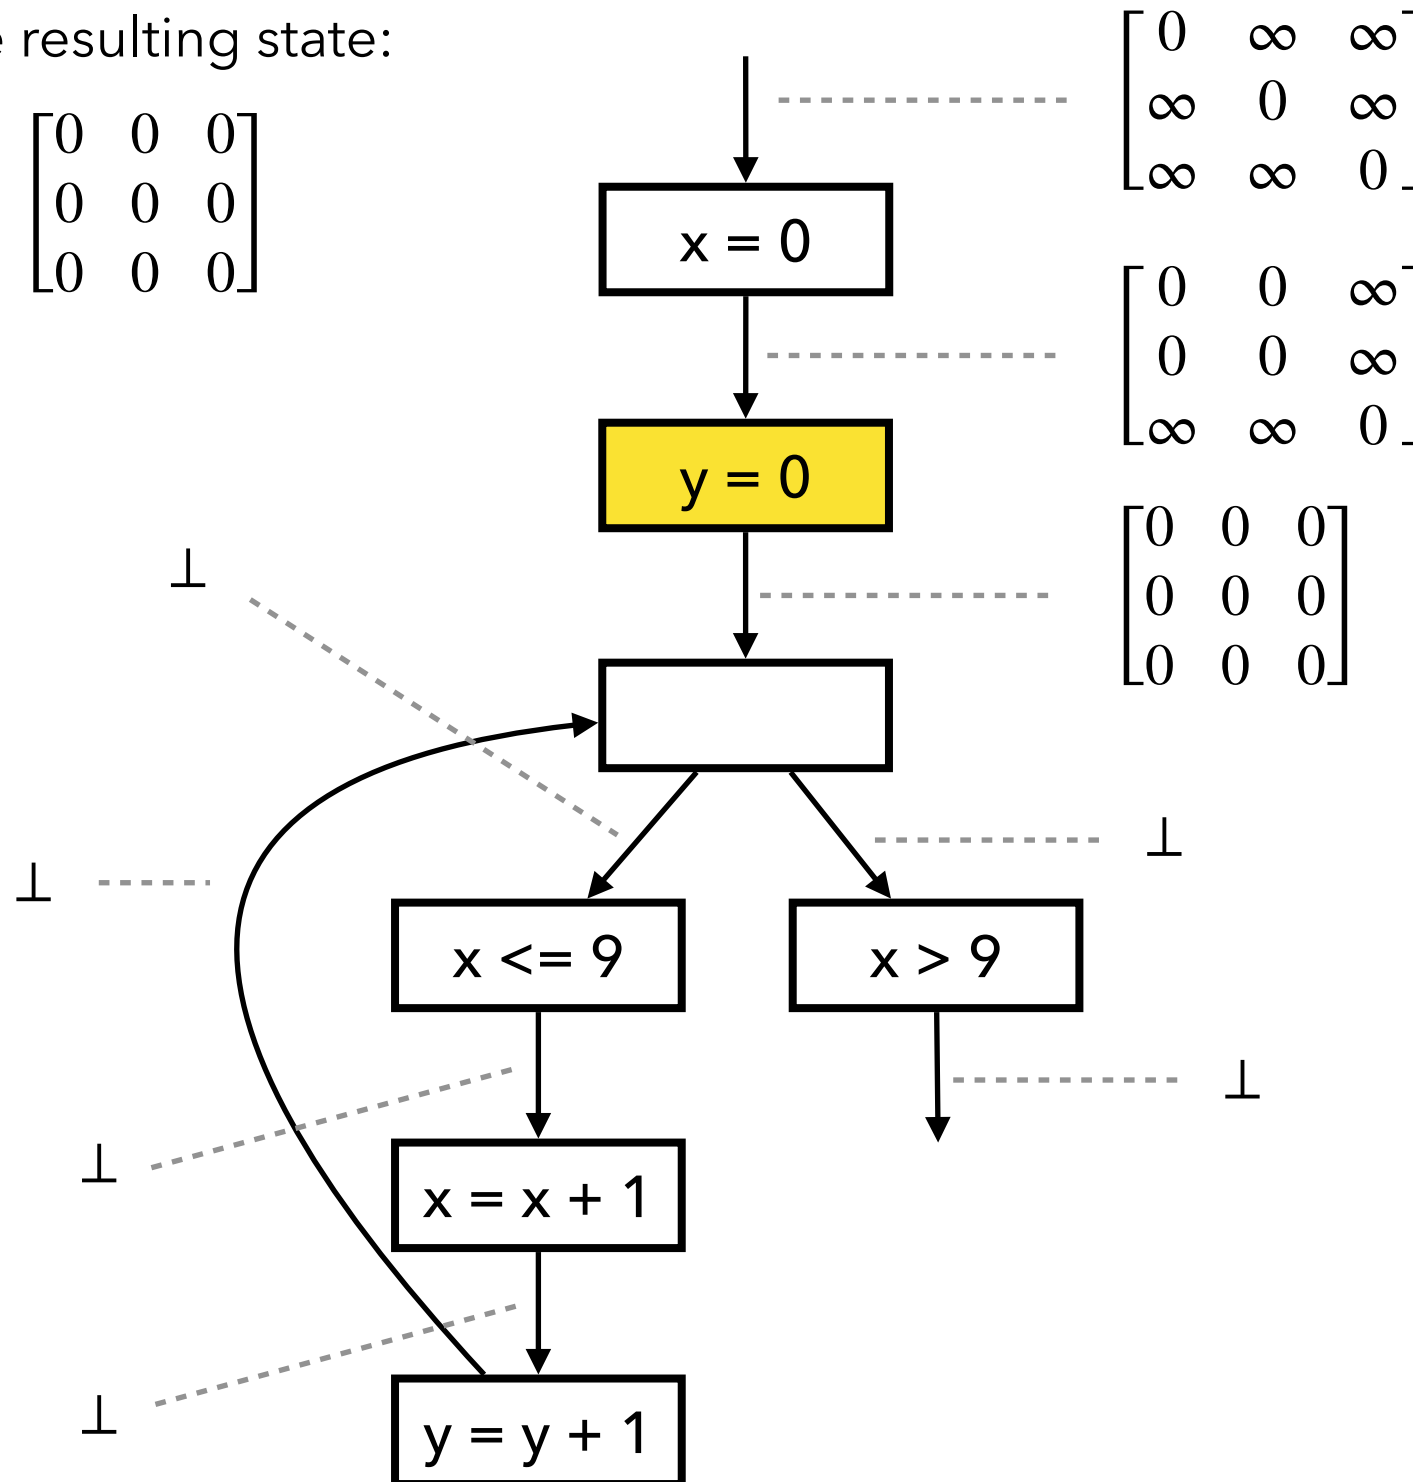 e resulting state:
0 0 0
0 0 0
0 0 0
0 ∞ ∞
∞ 0 ∞
∞ ∞ 0
x = 0
0 0 ∞
0 0 ∞
∞ ∞ 0
y = 0
0 0 0
0 0 0
0 0 0
⊥
⊥
⊥
x <= 9
x > 9
⊥
⊥
x = x + 1
⊥
y = y + 1